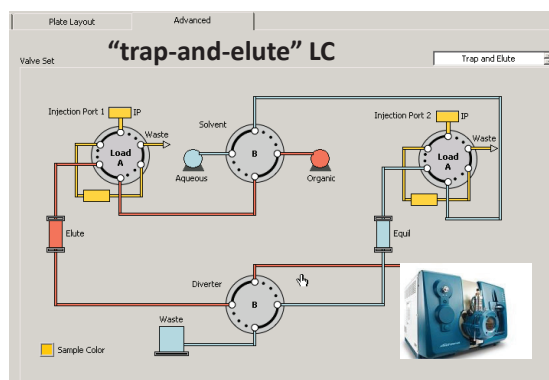 Plate Layout
Advanced
“trap-and-elute” LC
Valve Set
Trap and Elute
Injection Port 1
IP
Waste
Load
A
Solvent
B
Aqueous
Organic
Injection Port 2
IP
Waste
Load
A
Elute
Equil
Diverter
B
Waste
Sample Color